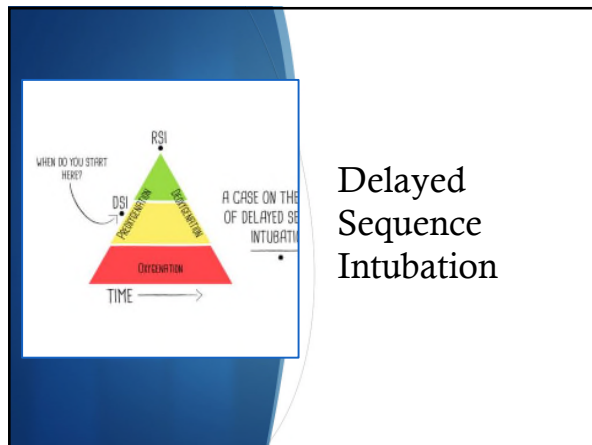 RSI
WHEN DO YOU START
HERE?
DSI
PREOXYGENATION
DEOXYGENATION
OXYGENATION
TIME
A CASE ON THE
OF DELAYED SE
INTUBATIO
Delayed
Sequence
Intubation